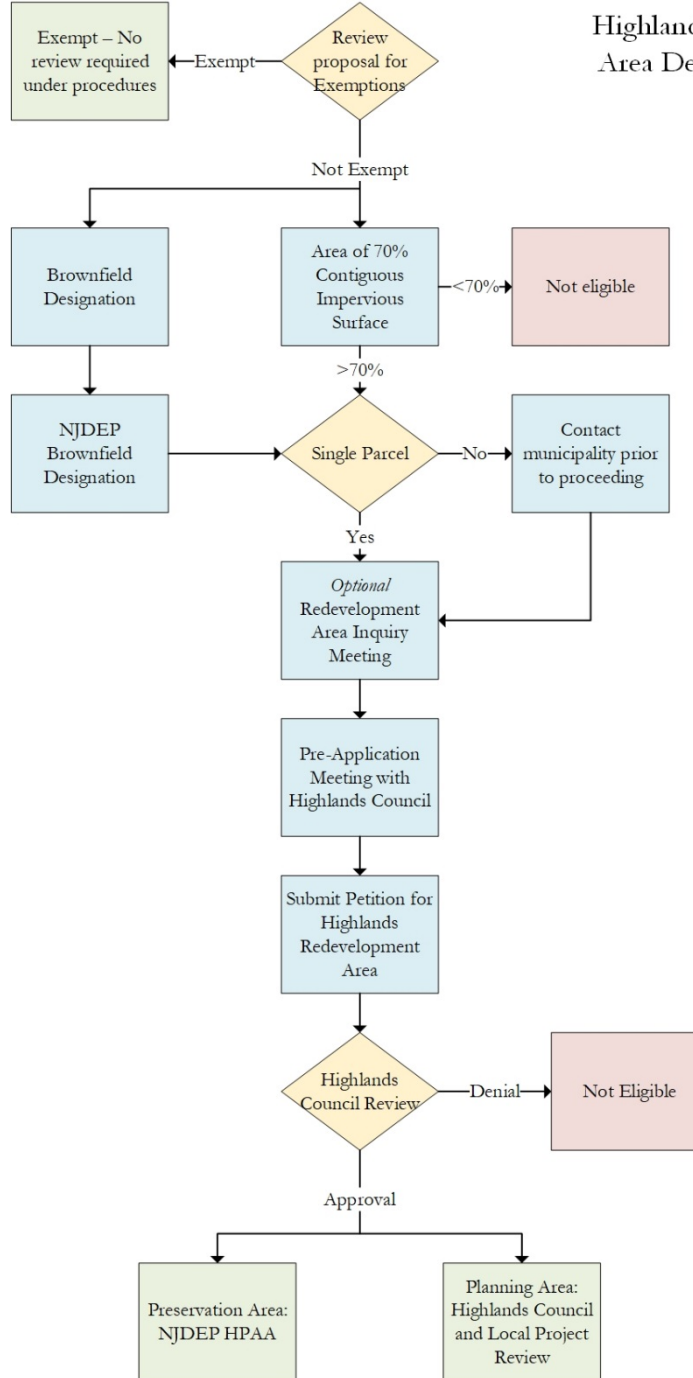 Highlan
Area De
Exempt – No
review required
under procedures
Exempt
Review
proposal for
Exemptions
Not Exempt
Brownfield
Designation
Area of 70%
Contiguous
Impervious
Surface
<70%
Not eligible
>70%
NJDEP
Brownfield
Designation
Single Parcel
No
Contact
municipality prior
to proceeding
Yes
Optional
Redevelopment
Area Inquiry
Meeting
Pre-Application
Meeting with
Highlands Council
Submit Petition for
Highlands
Redevelopment
Area
Highlands
Council Review
Denial
Not Eligible
Approval
Preservation Area:
NJDEP HPAA
Planning Area:
Highlands Council
and Local Project
Review